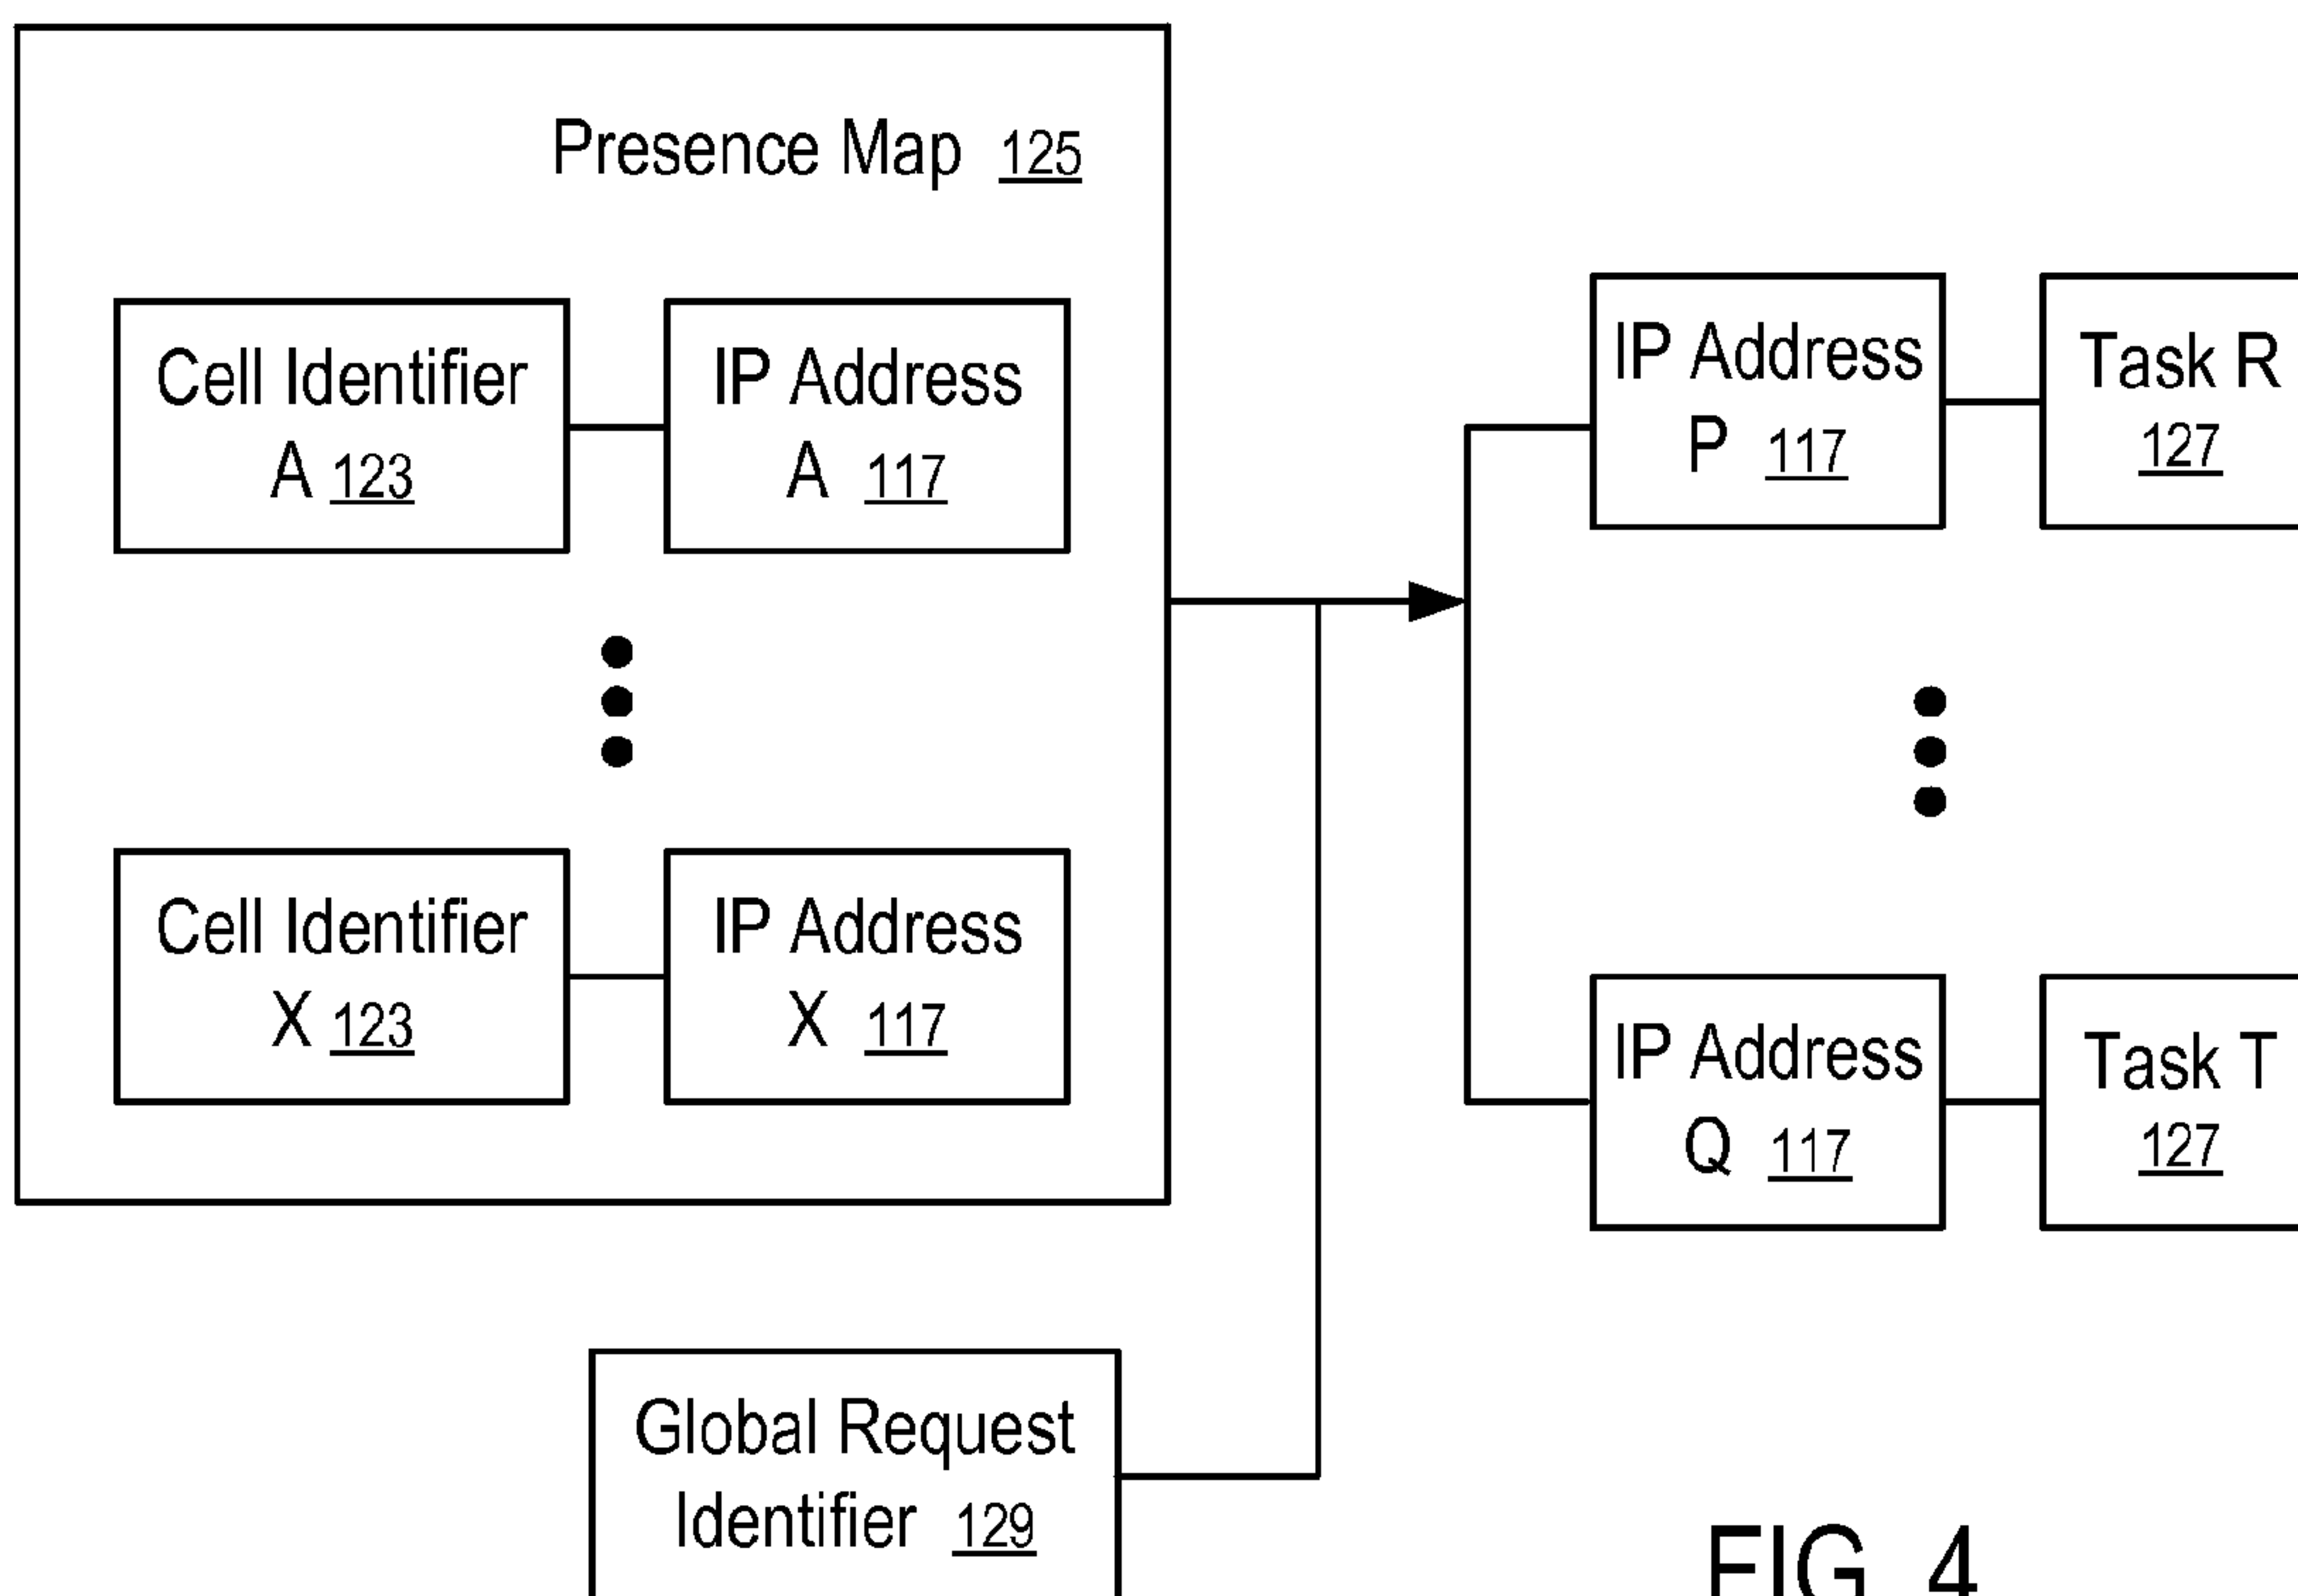 Presence Map 125
Cell Identifier
A 123
IP Address
A 117
Cell Identifier
X 123
IP Address
X 117
IP Address
P 117
Task R
127
IP Address
Q 117
Task T
127
Global Request
Identifier 129
FIG. 4